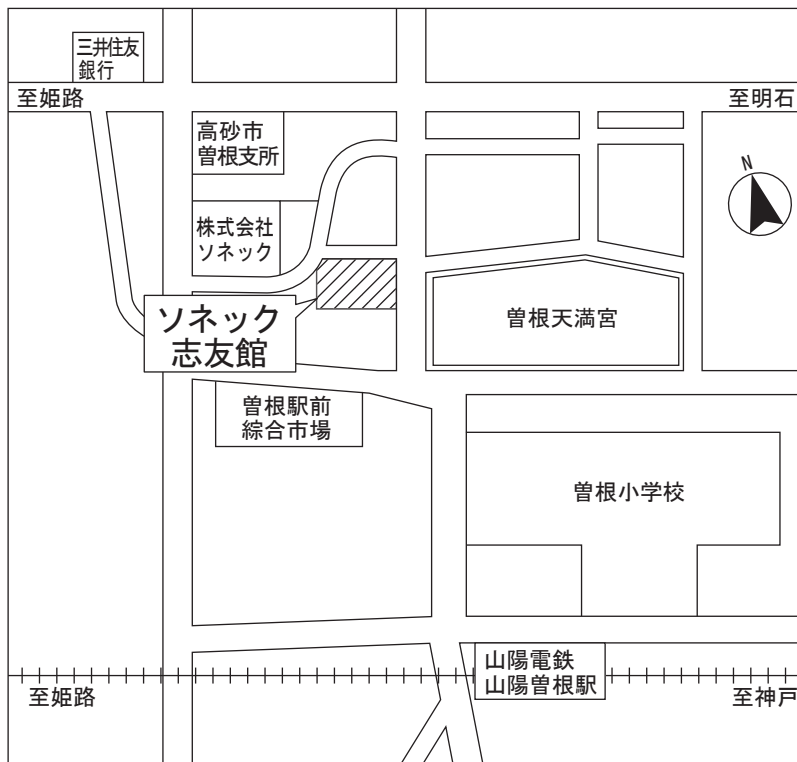 三井住友
銀行
至姫路
至明石
高砂市
曽根支所
N
株式会社
ソネック
ソネック
志友館
曽根天満宮
曽根駅前
綜合市場
曽根小学校
山陽電鉄
山陽曽根駅
至姫路
至神戸